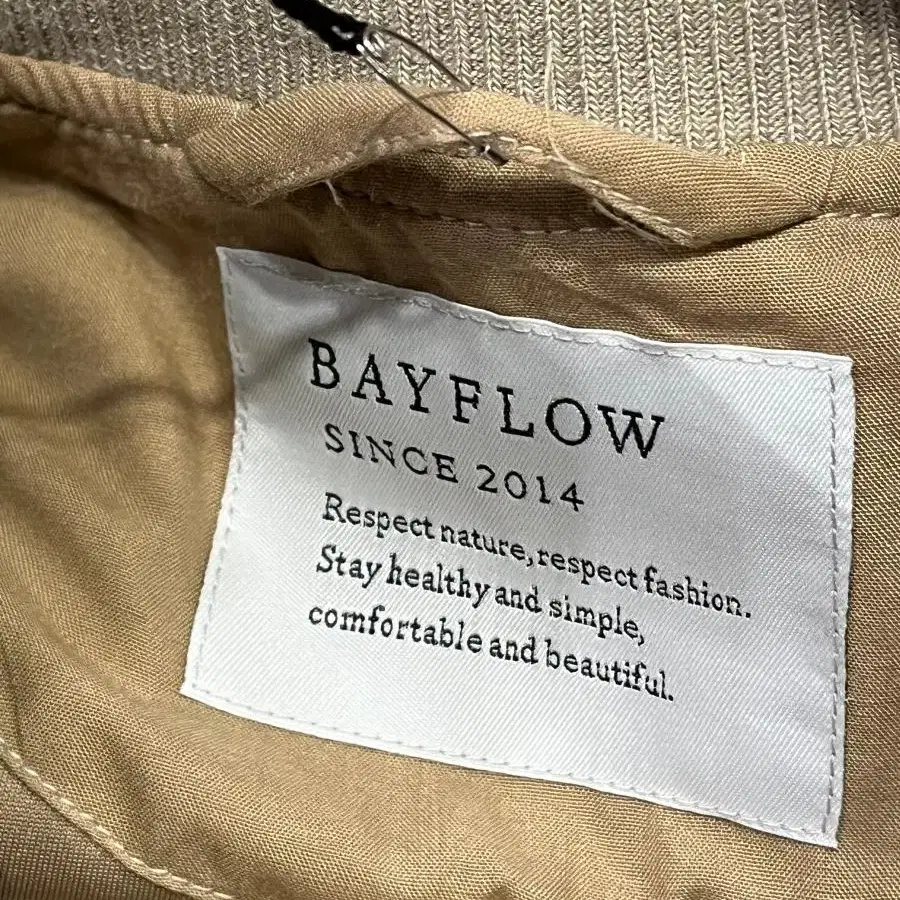 BAYFLOW
SINCE 2014
Respect nature, respect fashion.
Stay healthy and simple,
comfortable and beautiful.